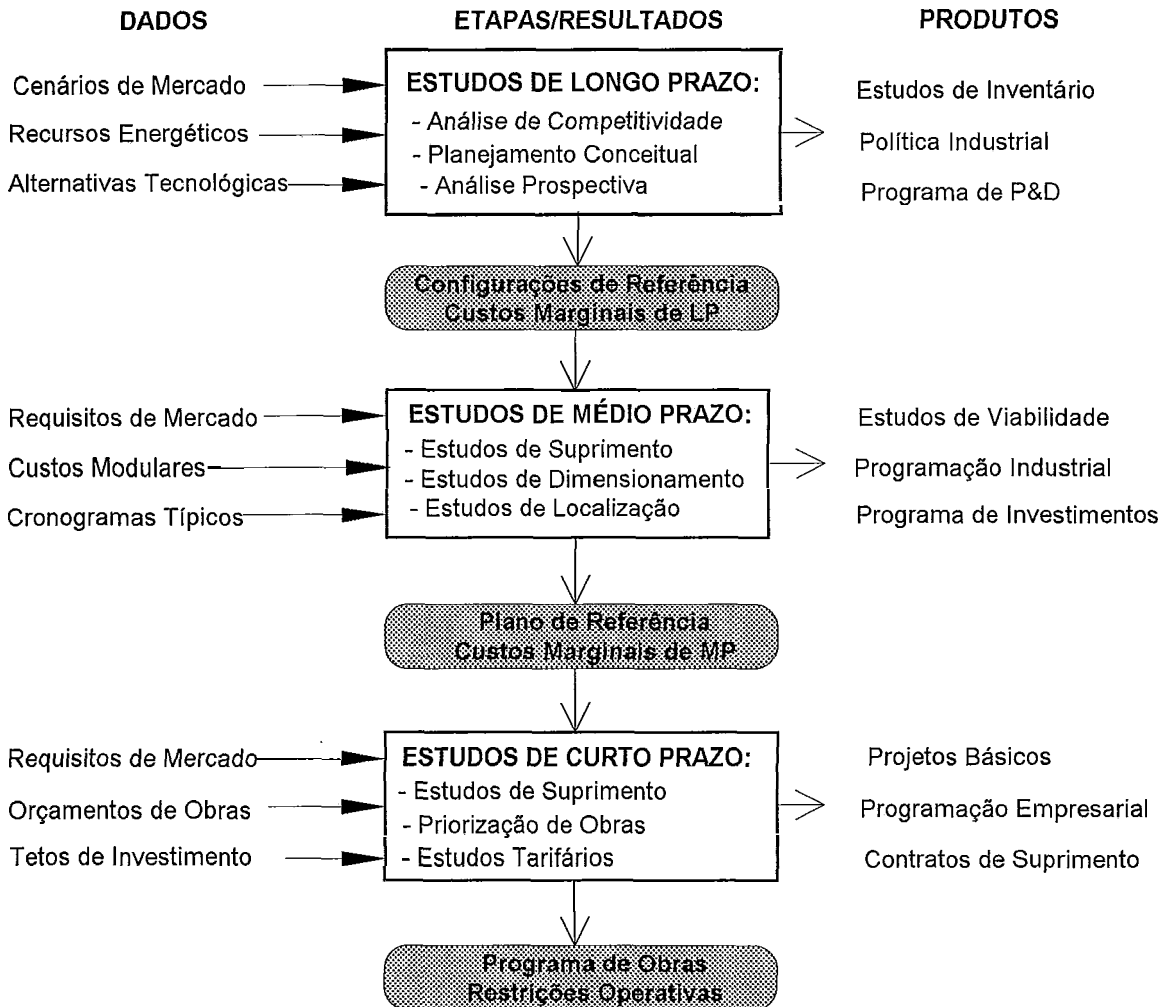 DADOS
ETAPAS/RESULTADOS
PRODUTOS
Cenários de Mercado
Recursos Energéticos
Alternativas Tecnológicas
ESTUDOS DE LONGO PRAZO:
- Análise de Competitividade
- Planejamento Conceitual
- Análise Prospectiva
Estudos de Inventário
Política Industrial
Programa de P&D
Configurações de Referência
Custos Marginais de LP
Requisitos de Mercado
Custos Modulares
Cronogramas Típicos
ESTUDOS DE MÉDIO PRAZO:
- Estudos de Suprimento
- Estudos de Dimensionamento
- Estudos de Localização
Estudos de Viabilidade
Programação Industrial
Programa de Investimentos
Plano de Referência
Custos Marginais de MP
Requisitos de Mercado
Orçamentos de Obras
Tetos de Investimento
ESTUDOS DE CURTO PRAZO:
- Estudos de Suprimento
- Priorização de Obras
- Estudos Tarifários
Projetos Básicos
Programação Empresarial
Contratos de Suprimento
Programa de Obras
Restrições Operativas